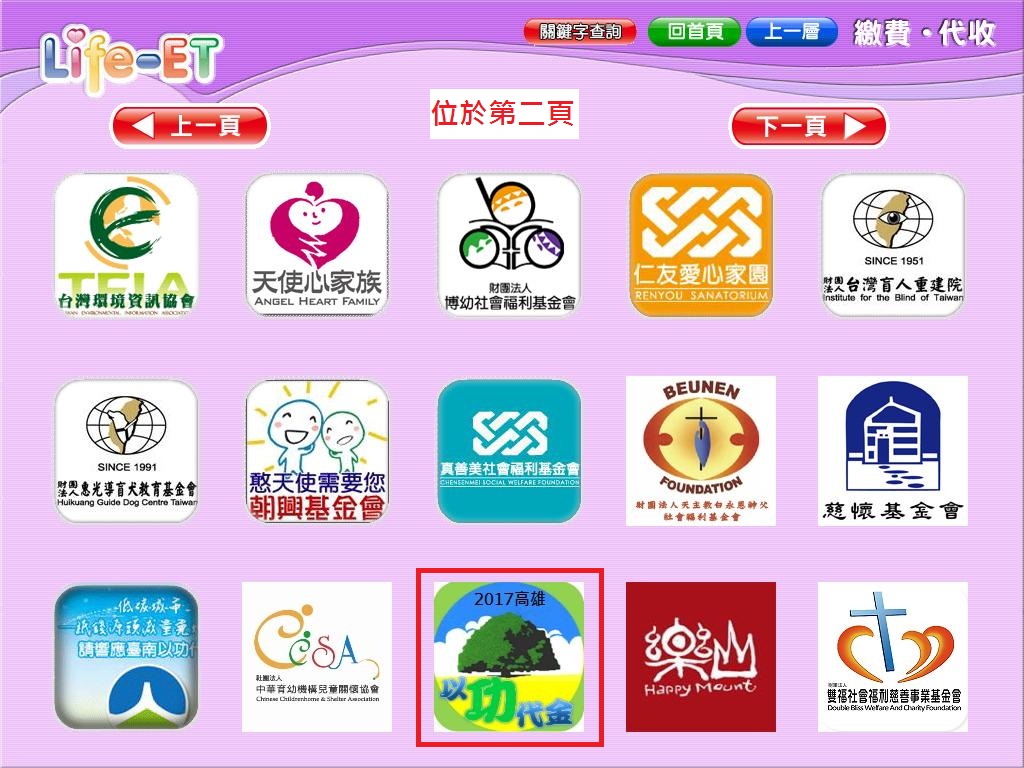 Life-ET
關鍵字查詢
回首頁
上一層
繳費·代收
上一頁
位於第二頁
下一頁
TEIA
台灣環境資訊協會
TAIWAN ENVIRONMENTAL INFORMATION ASSOCIATION
天使心家族
ANGEL HEART FAMILY
財團法人
博幼社會福利基金會
仁友愛心家園
RENYOU SANATORIUM
SINCE 1951
財團法人台灣盲人重建院
Institute for the Blind of Taiwan
SINCE 1991
財團法人惠光導盲犬教育基金會
Huikuang Guide Dog Centre Taiwan
憨天使需要您
朝興基金會
真善美社會福利基金會
CHENSENMEI SOCIAL WELFARE FOUNDATION
BEUNEN
FOUNDATION
財團法人天主教白永恩神父
社會福利基金會
慈懷基金會
低碳城市
請響應臺南以功代
CCSA
社團法人
中華育幼機構兒童關懷協會
Chinese Childrenhome & Shelter Association
2017高雄
以功代金
樂山
Happy Mount
財團法人
雙福社會福利慈善事業基金會
Double Bliss Welfare And Charity Foundation